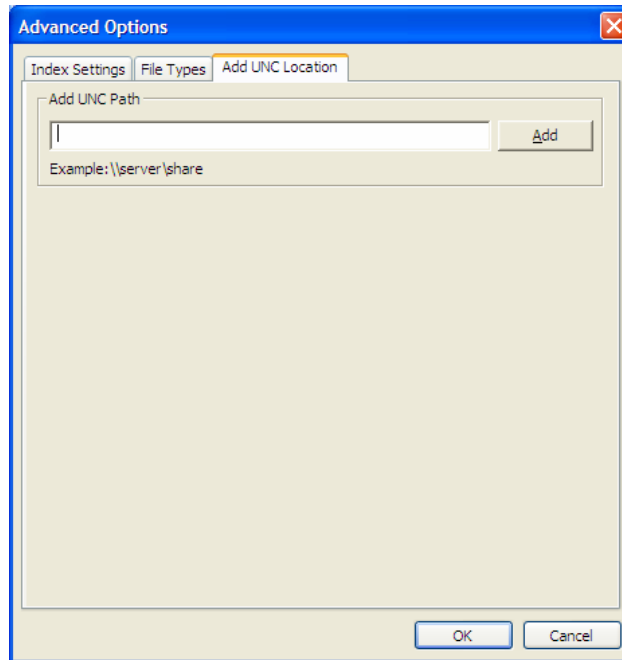 Advanced Options
Index Settings File Types Add UNC Location
Add UNC Path
Add
Example:\\server\share
OK Cancel